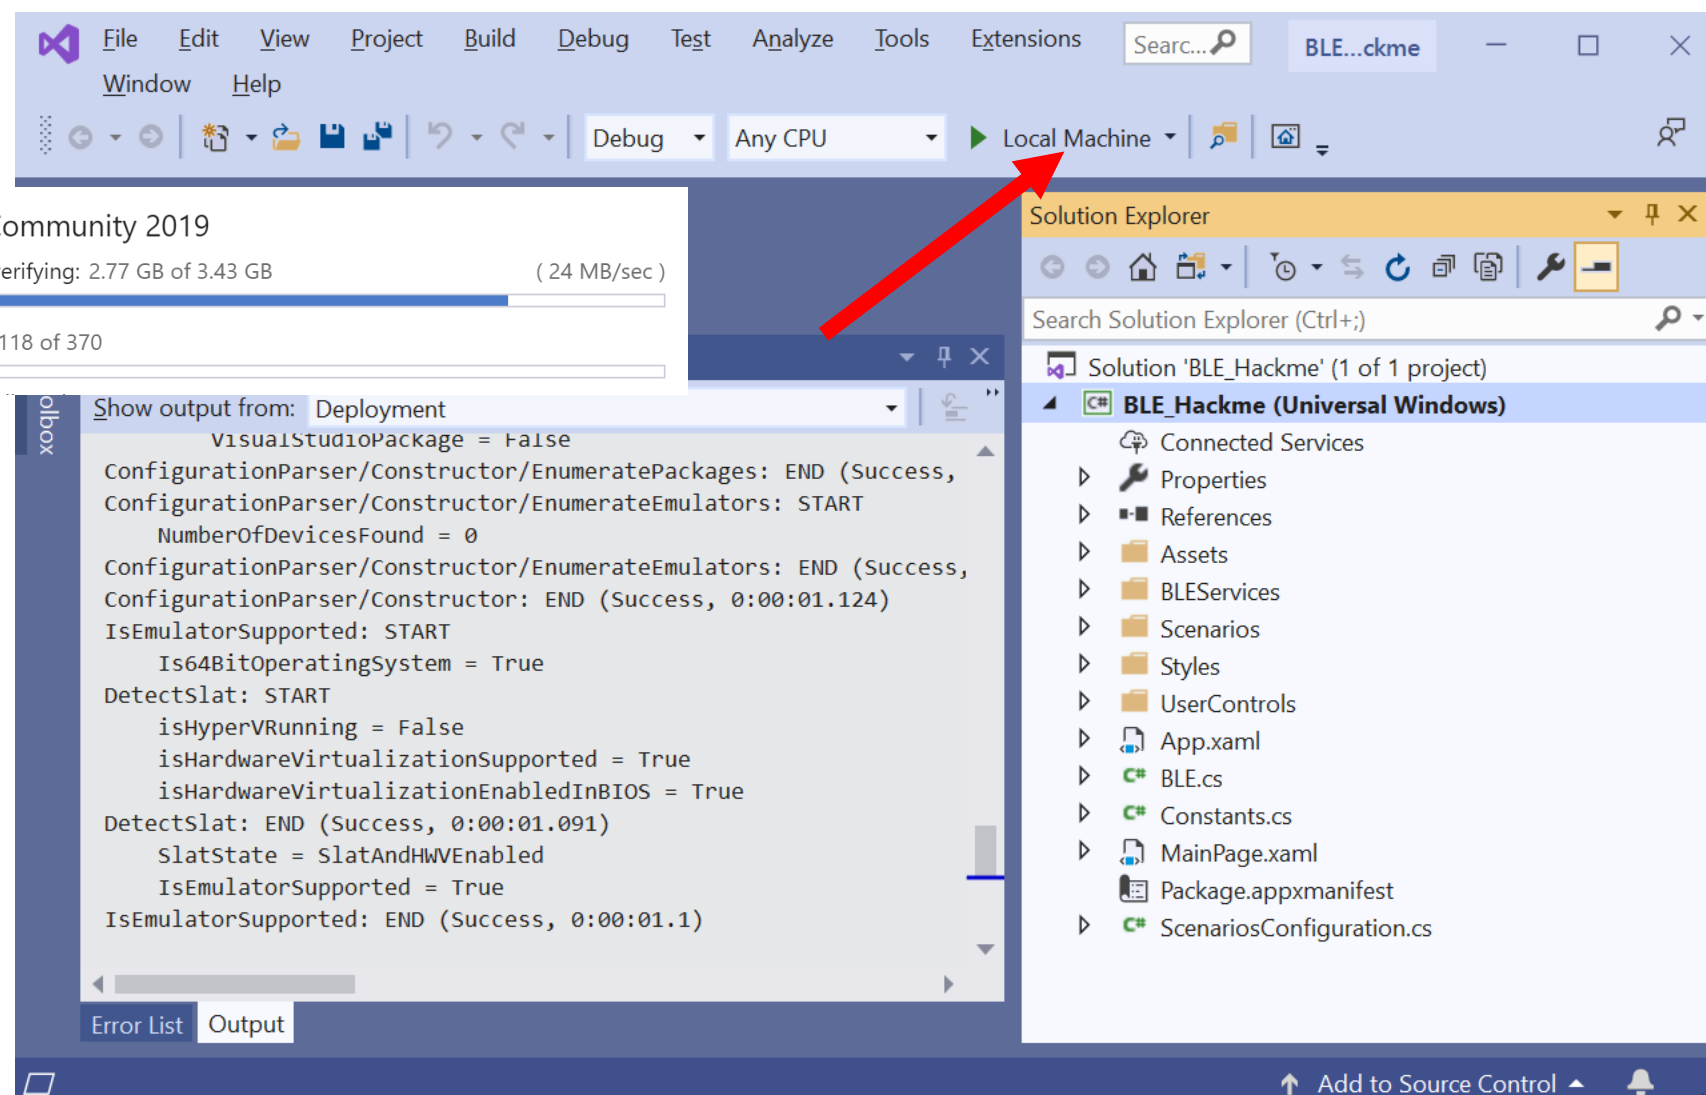 File Edit View Project Build Debug Test Analyze Tools Extensions Searc... BLE...ckme
Window Help
Debug Any CPU Local Machine
Community 2019
verifying: 2.77 GB of 3.43 GB ( 24 MB/sec )
118 of 370
Toolbox
Show output from: Deployment
VisualStudioPackage = False
ConfigurationParser/Constructor/EnumeratePackages: END (Success,
ConfigurationParser/Constructor/EnumerateEmulators: START
NumberOfDevicesFound = 0
ConfigurationParser/Constructor/EnumerateEmulators: END (Success,
ConfigurationParser/Constructor: END (Success, 0:00:01.124)
IsEmulatorSupported: START
Is64BitOperatingSystem = True
DetectSlat: START
isHyperVRunning = False
isHardwareVirtualizationSupported = True
isHardwareVirtualizationEnabledInBIOS = True
DetectSlat: END (Success, 0:00:01.091)
SlatState = SlatAndHWVEnabled
IsEmulatorSupported = True
IsEmulatorSupported: END (Success, 0:00:01.1)
Error List Output
Solution Explorer
Search Solution Explorer (Ctrl+;)
Solution 'BLE_Hackme' (1 of 1 project)
C# BLE_Hackme (Universal Windows)
Connected Services
Properties
References
Assets
BLEServices
Scenarios
Styles
UserControls
App.xaml
C# BLE.cs
C# Constants.cs
MainPage.xaml
Package.appxmanifest
C# ScenariosConfiguration.cs
Add to Source Control